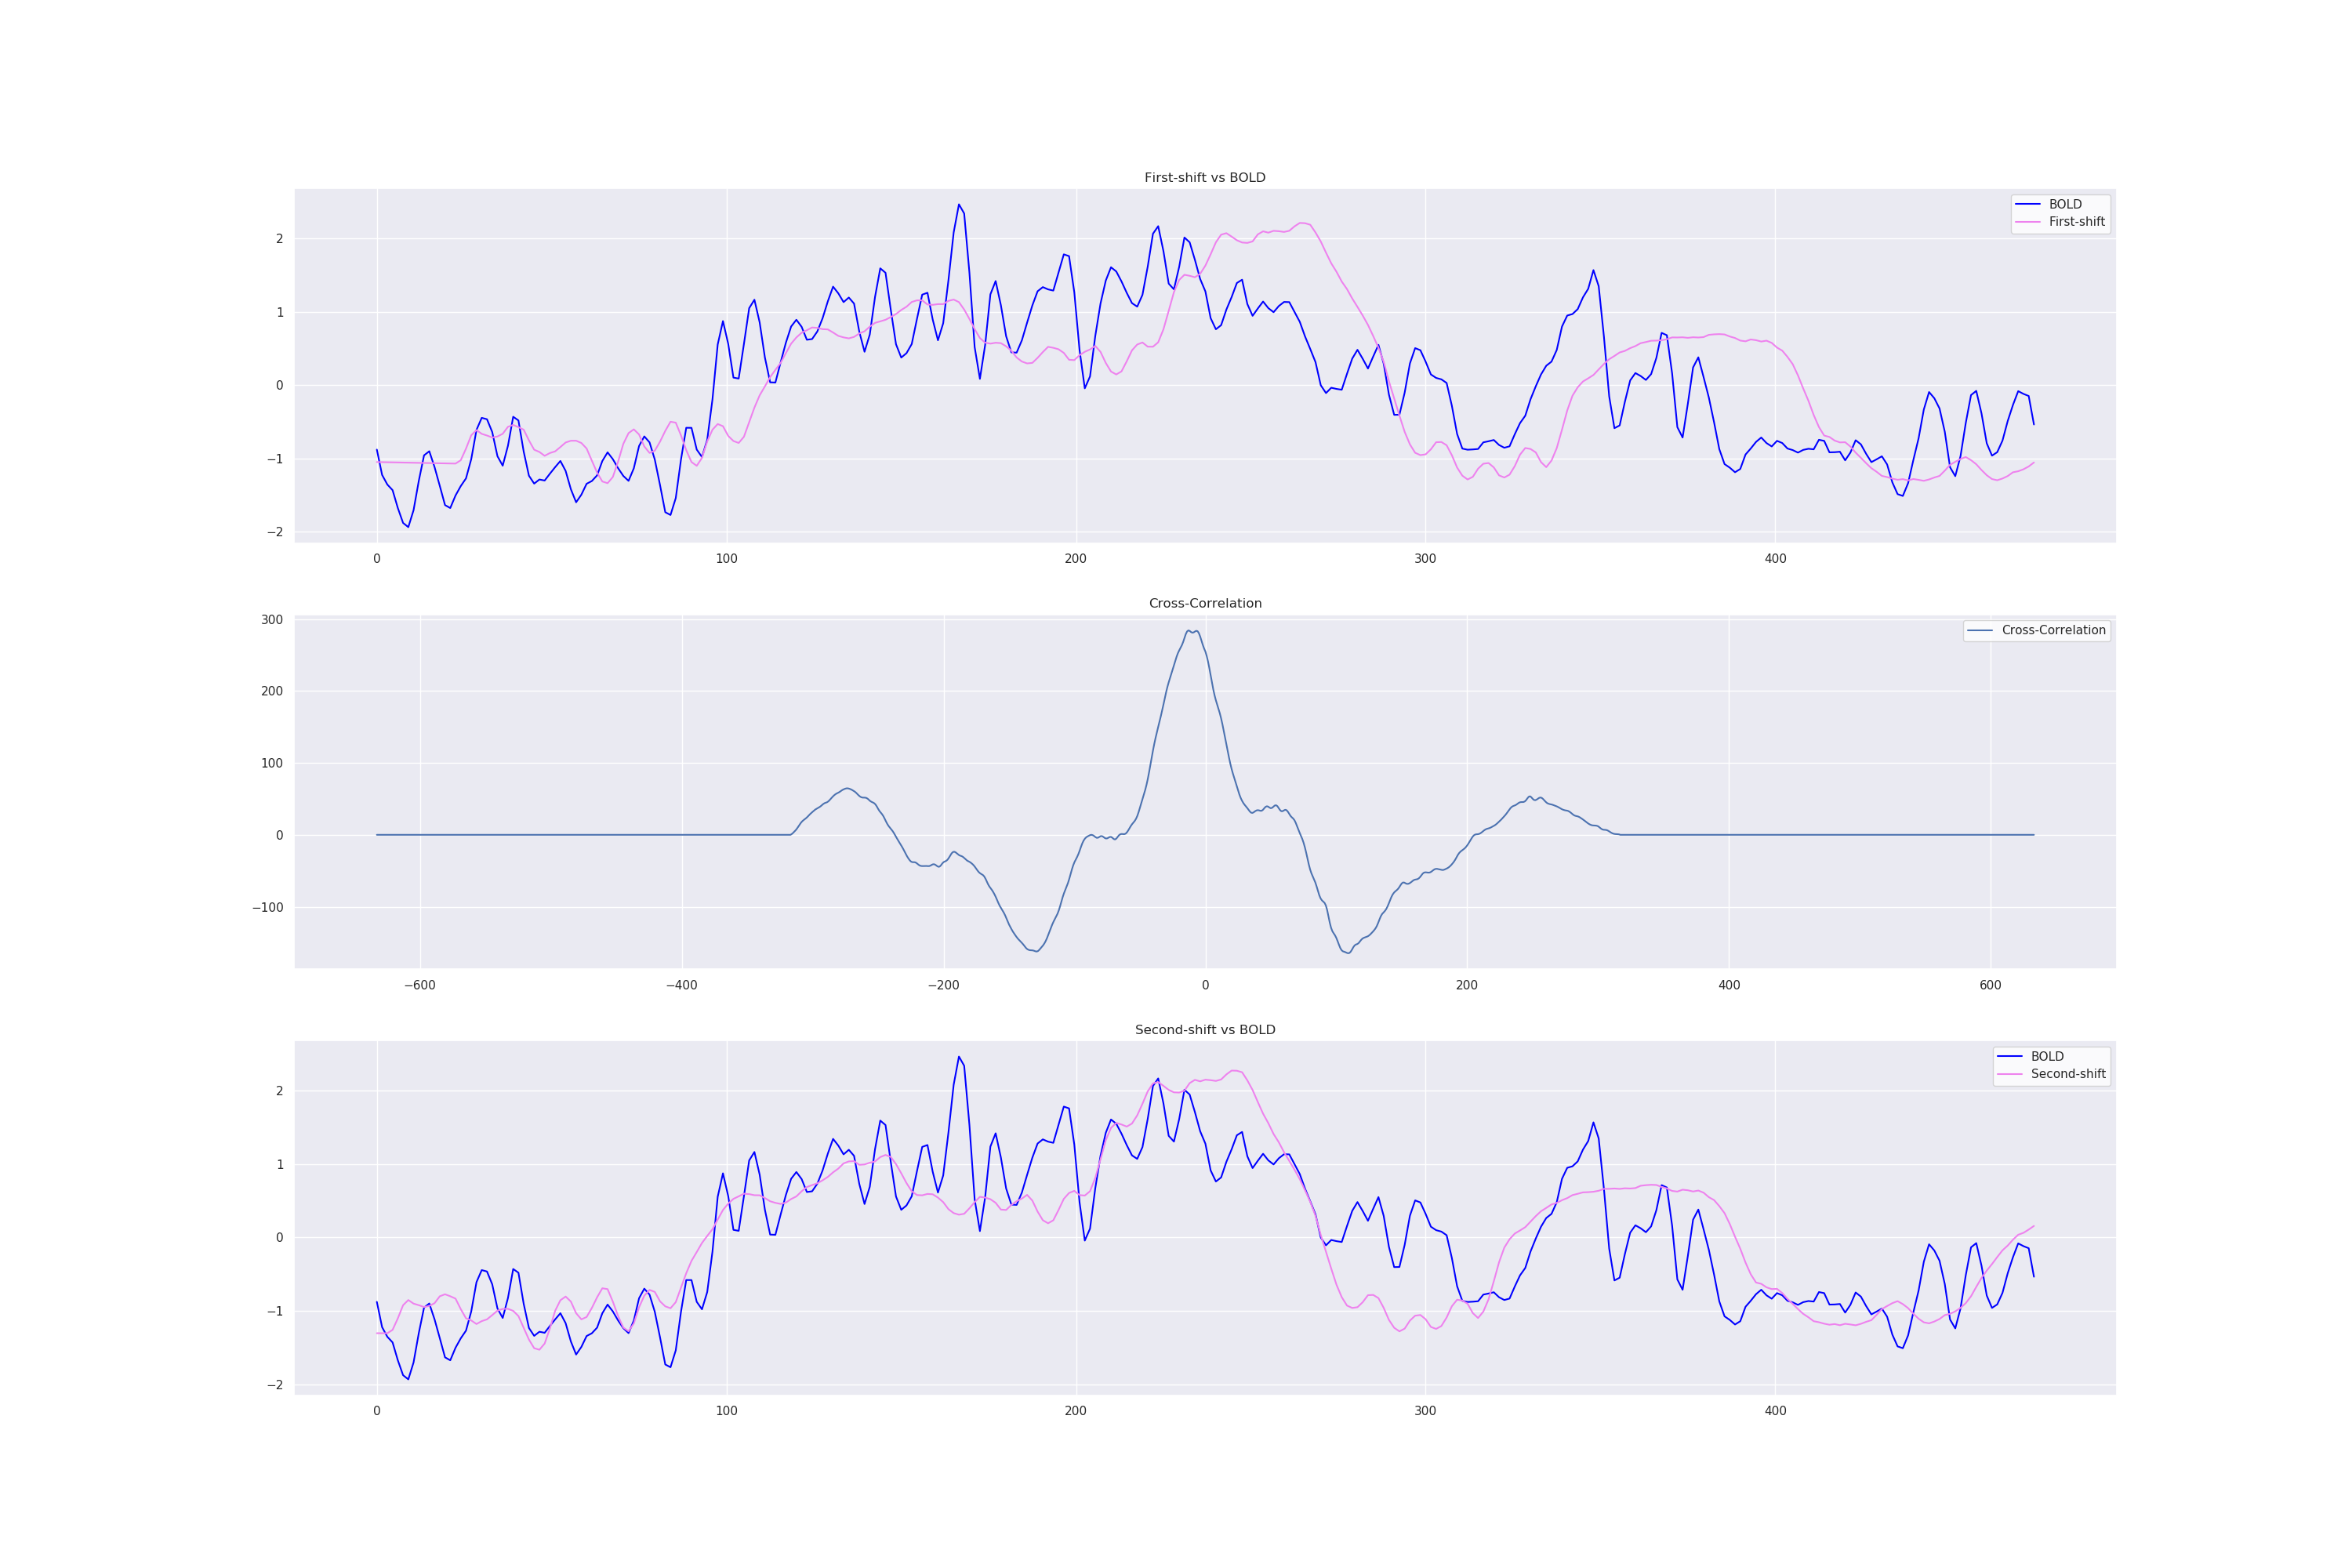 First-shift vs BOLD
BOLD
First-shift
2
1
0
−1
−2
0 100 200 300 400
Cross-Correlation
Cross-Correlation
300
200
100
0
−100
−600 −400 −200 0 200 400 600
Second-shift vs BOLD
BOLD
Second-shift
2
1
0
−1
−2
0 100 200 300 400